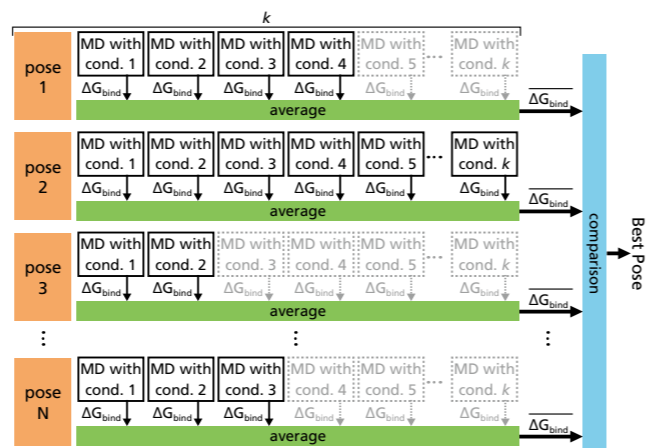 k
pose 1
MD with cond. 1
MD with cond. 2
MD with cond. 3
MD with cond. 4
MD with cond. 5
...
MD with cond. k
ΔGbind
ΔGbind
ΔGbind
ΔGbind
ΔGbind
ΔGbind
average
ΔGbind
pose 2
MD with cond. 1
MD with cond. 2
MD with cond. 3
MD with cond. 4
MD with cond. 5
...
MD with cond. k
ΔGbind
ΔGbind
ΔGbind
ΔGbind
ΔGbind
ΔGbind
average
ΔGbind
pose 3
MD with cond. 1
MD with cond. 2
MD with cond. 3
MD with cond. 4
MD with cond. 5
...
MD with cond. k
ΔGbind
ΔGbind
ΔGbind
ΔGbind
ΔGbind
ΔGbind
average
ΔGbind
...
...
...
pose N
MD with cond. 1
MD with cond. 2
MD with cond. 3
MD with cond. 4
MD with cond. 5
...
MD with cond. k
ΔGbind
ΔGbind
ΔGbind
ΔGbind
ΔGbind
ΔGbind
average
ΔGbind
comparison
Best Pose